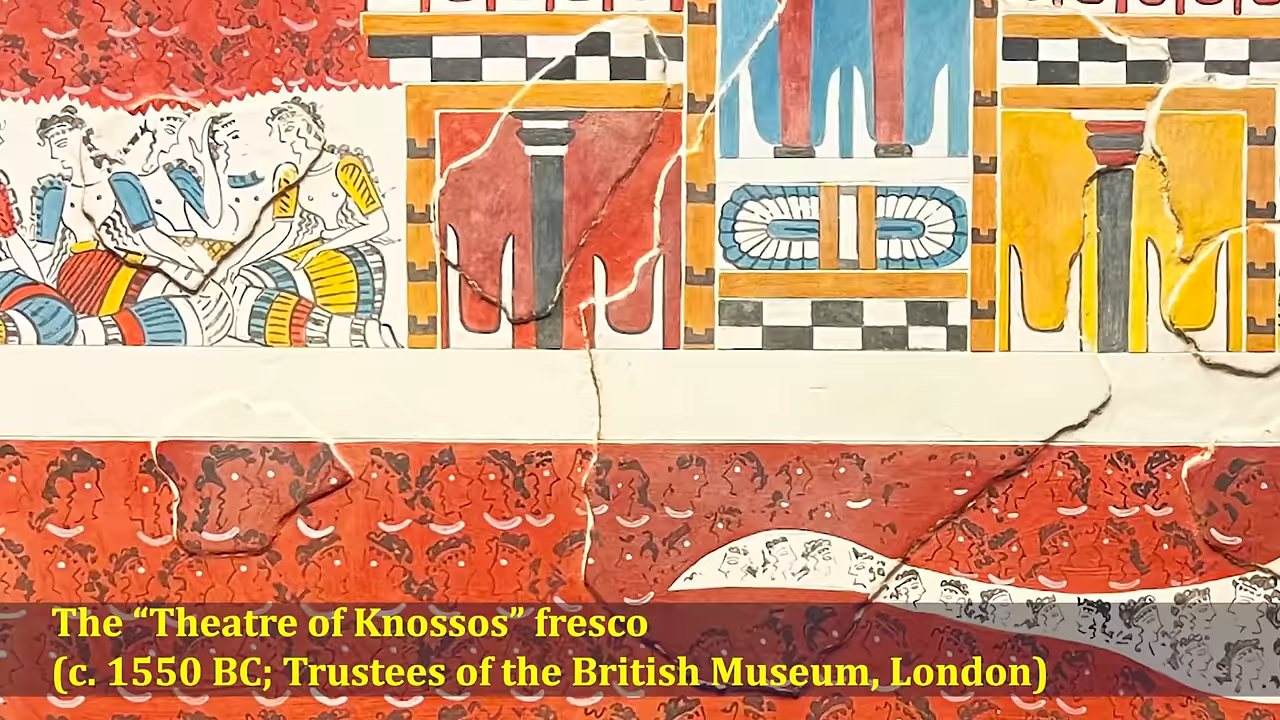 The “Theatre of Knossos” fresco
(c. 1550 BC; Trustees of the British Museum, London)